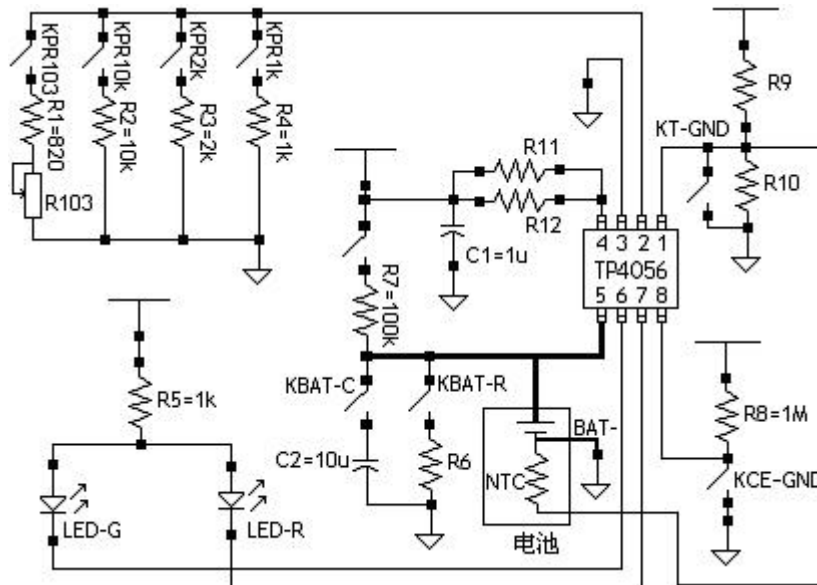 KPR103
KPR10k
KPR2k
KPR1k
R1=820
R2=10k
R3=2k
R4=1k
R103
R9
KT-GND
R10
R11
R12
C1=1u
4 3 2 1
TP4056
5 6 7 8
R7=100k
R5=1k
KBAT-C
KBAT-R
BAT-
R8=1M
C2=10u
R6
NTC
KCE-GND
LED-G
LED-R
电池